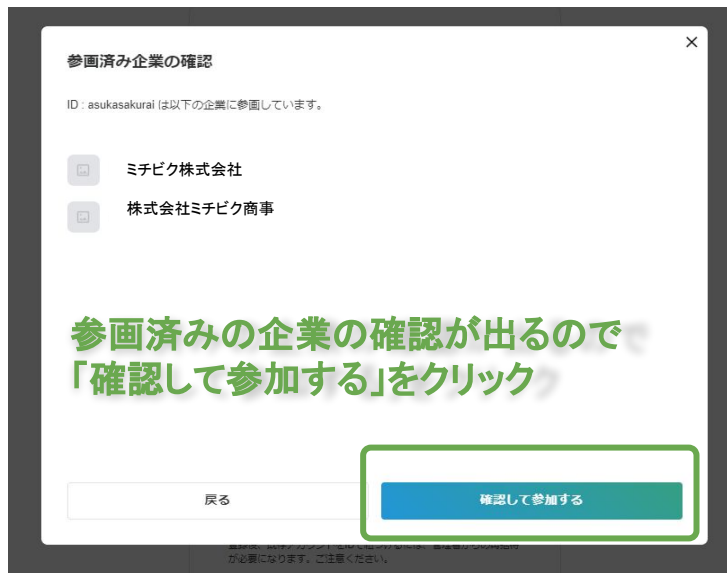 参画済み企業の確認
ID : asukasakurai は以下の企業に参画しています。
ミチビク株式会社
株式会社ミチビク商事
参画済みの企業の確認が出るので
「確認して参加する」をクリック
戻る
確認して参加する
が必要になります。ご注意ください。